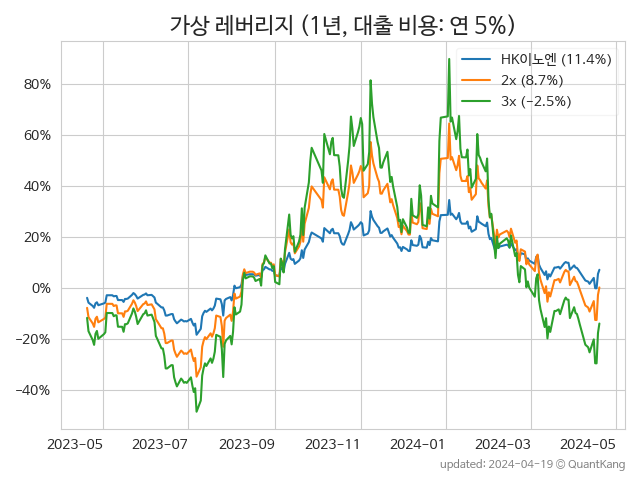 가상 레버리지 (1년, 대출 비용: 연 5%)
HK이노엔 (11.4%)
2x (8.7%)
3x (-2.5%)
80%
60%
40%
20%
0%
-20%
-40%
2023-05 2023-07 2023-09 2023-11 2024-01 2024-03 2024-05
updated: 2024-04-19 © QuantKang